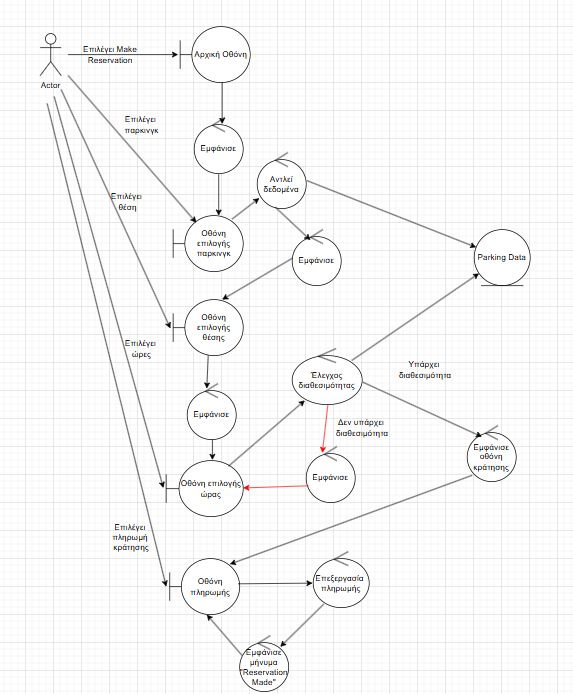 Επιλέγει Make
Reservation
Αρχική Οθόνη
Actor
Επιλέγει
παρκινγκ
Εμφάνισε
Αντλεί
δεδομένα
Επιλέγει
θέση
Οθόνη
επιλογής
παρκινγκ
Εμφάνισε
Parking Data
Οθόνη
επιλογής
θέσης
Επιλέγει
ώρες
Έλεγχος
διαθεσιμότητας
Υπάρχει
διαθεσιμότητα
Εμφάνισε
Δεν υπάρχει
διαθεσιμότητα
Εμφάνισε
οθόνη
κράτησης
Οθόνη επιλογής
ώρας
Εμφάνισε
Επιλέγει
πληρωμή
κράτησης
Οθόνη
πληρωμής
Επεξεργασία
πληρωμής
Εμφάνισε
μήνυμα
"Reservation
Made"